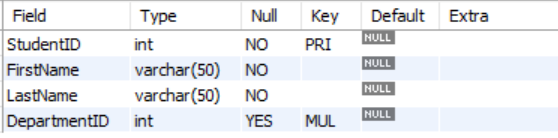 Field Type Null Key Default Extra
StudentID int NO PRI NULL
FirstName varchar(50) NO NULL
LastName varchar(50) NO NULL
DepartmentID int YES MUL NULL